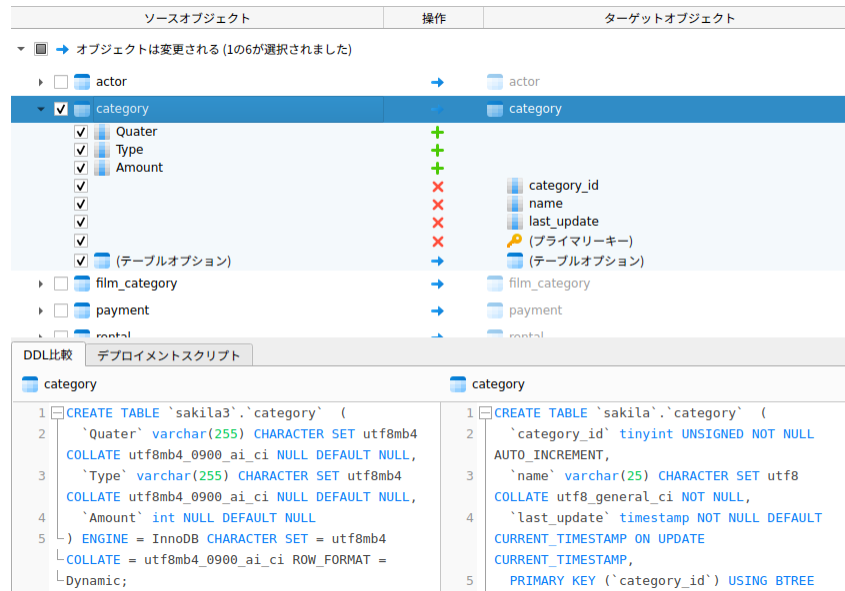 ソースオブジェクト 操作 ターゲットオブジェクト
オブジェクトは変更される (1の6が選択されました)
actor actor
category category
Quater
Type
Amount
category_id
name
last_update
(プライマリーキー)
(テーブルオプション) (テーブルオプション)
film_category film_category
payment payment
rental rental
DDL比較 デプロイメントスクリプト
category
1 CREATE TABLE `sakila3`.`category`  (
2 `Quater` varchar(255) CHARACTER SET utf8mb4
COLLATE utf8mb4_0900_ai_ci NULL DEFAULT NULL,
3 `Type` varchar(255) CHARACTER SET utf8mb4
COLLATE utf8mb4_0900_ai_ci NULL DEFAULT NULL,
4 `Amount` int NULL DEFAULT NULL
5 ) ENGINE = InnoDB CHARACTER SET = utf8mb4
COLLATE = utf8mb4_0900_ai_ci ROW_FORMAT =
Dynamic;
category
1 CREATE TABLE `sakila`.`category`  (
2 `category_id` tinyint UNSIGNED NOT NULL
AUTO_INCREMENT,
3 `name` varchar(25) CHARACTER SET utf8
COLLATE utf8_general_ci NOT NULL,
4 `last_update` timestamp NOT NULL DEFAULT
CURRENT_TIMESTAMP ON UPDATE
CURRENT_TIMESTAMP,
5 PRIMARY KEY (`category_id`) USING BTREE